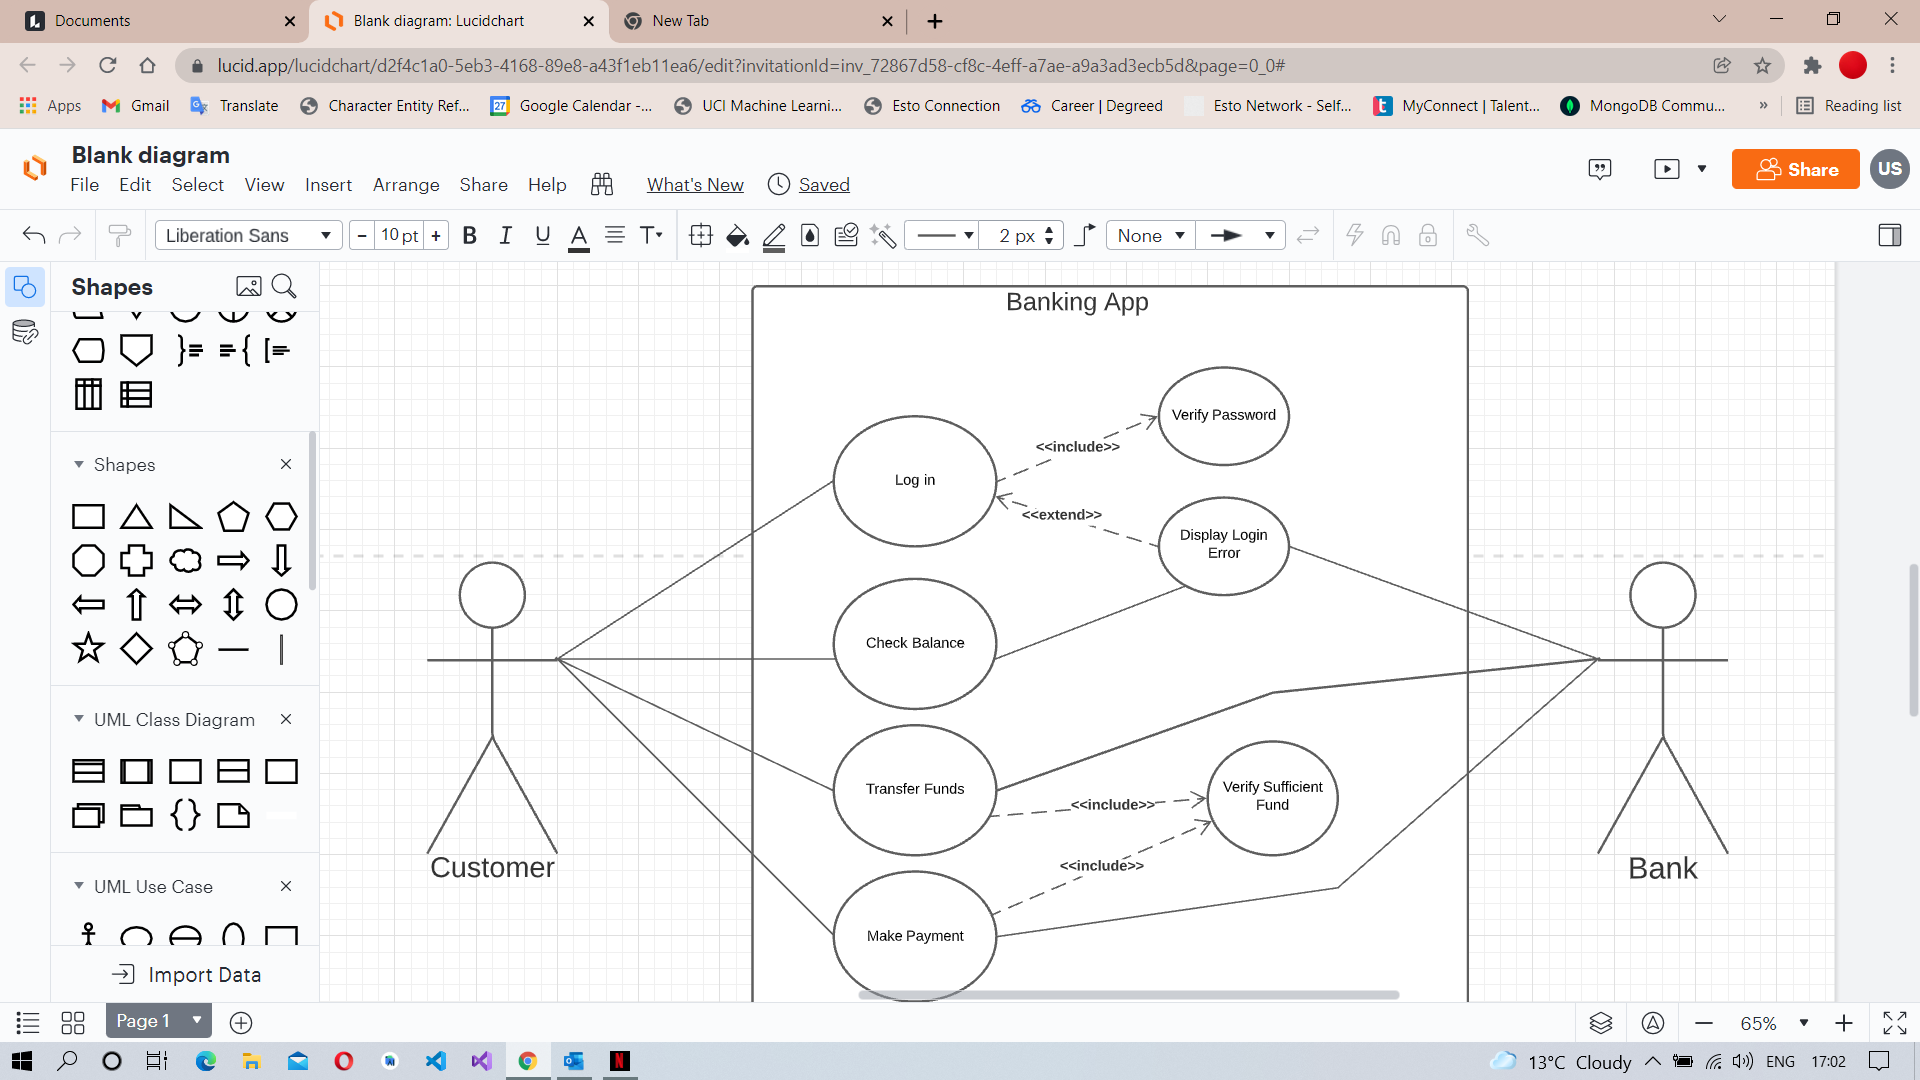 Documents
Blank diagram: Lucidchart
New Tab
lucid.app/lucidchart/d2f4c1a0-5eb3-4168-89e8-a43f1eb11ea6/edit?invitationId=inv_72867d58-cf8c-4eff-a7ae-a9a3ad3ecb5d&page=0_0#
Apps
Gmail
Translate
Character Entity Ref...
27
Google Calendar -...
UCI Machine Learni...
Esto Connection
Career | Degreed
Esto Network - Self...
MyConnect | Talent...
MongoDB Commu...
»
Reading list
Blank diagram
File Edit Select View Insert Arrange Share Help What's New Saved
Share
US
Liberation Sans
- 10 pt +
B I U A T
2 px
None
Shapes
Shapes
UML Class Diagram
UML Use Case
Import Data
Banking App
Verify Password
<<include>>
Log in
<<extend>>
Display Login
Error
Check Balance
Transfer Funds
<<include>>
Verify Sufficient
Fund
<<include>>
Make Payment
Customer
Bank
Page 1
65%
13°C Cloudy
ENG
17:02